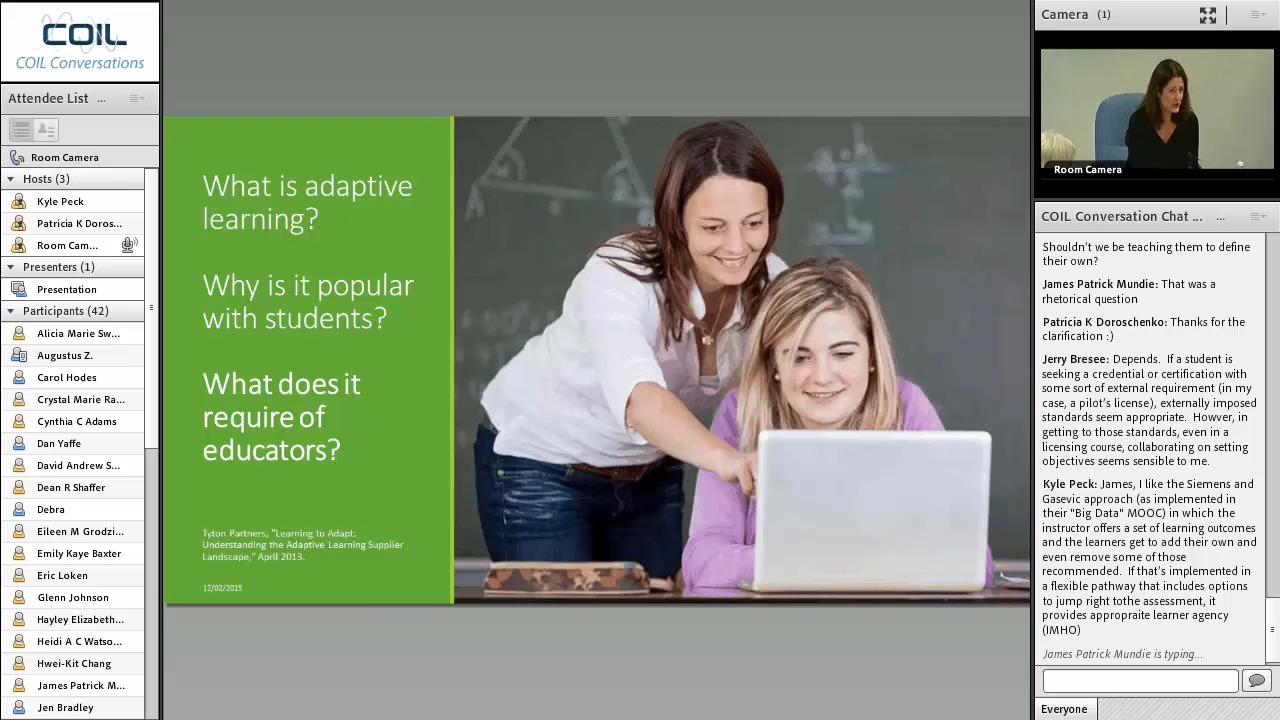 COIL
COIL Conversations
Attendee List ...
Room Camera
Hosts (3)
Kyle Peck
Patricia K Doros...
Room Cam...
Presenters (1)
Presentation
Participants (42)
Alicia Marie Sw...
Augustus Z.
Carol Hodes
Crystal Marie Ra...
Cynthia C Adams
Dan Yaffe
David Andrew S...
Dean R Shaffer
Debra
Eileen M Grodzi...
Emily Kaye Baxter
Eric Loken
Glenn Johnson
Hayley Elizabeth...
Heidi A C Watso...
Hwei-Kit Chang
James Patrick M...
Jen Bradley
What is adaptive
learning?
Why is it popular
with students?
What does it
require of
educators?
Tyton Partners, "Learning to Adapt:
Understanding the Adaptive Learning Supplier
Landscape," April 2013.
12/02/2015
Camera (1)
Room Camera
COIL Conversation Chat ... ...
Shouldn't we be teaching them to define
their own?
James Patrick Mundie: That was a
rhetorical question
Patricia K Doroschenko: Thanks for the
clarification :)
Jerry Bresee: Depends. If a student is
seeking a credential or certification with
some sort of external requirement (in my
case, a pilot's license), externally imposed
standards seem appropriate. Howver, in
getting to those standards, even in a
licensing course, collaborating on setting
objectives seems sensible to me.
Kyle Peck: James, I like the Siemens and
Gasevic approach (as implemented in
their "Big Data" MOOC) in which the
instructor offers a set of learning outcomes
and the learners get to add their own and
even remove some of those
recommended. If that's implemented in
a flexible pathway that includes options
to jump right tothe assessment, it
provides appropraite learner agency
(IMHO)
James Patrick Mundie is typing...
Everyone